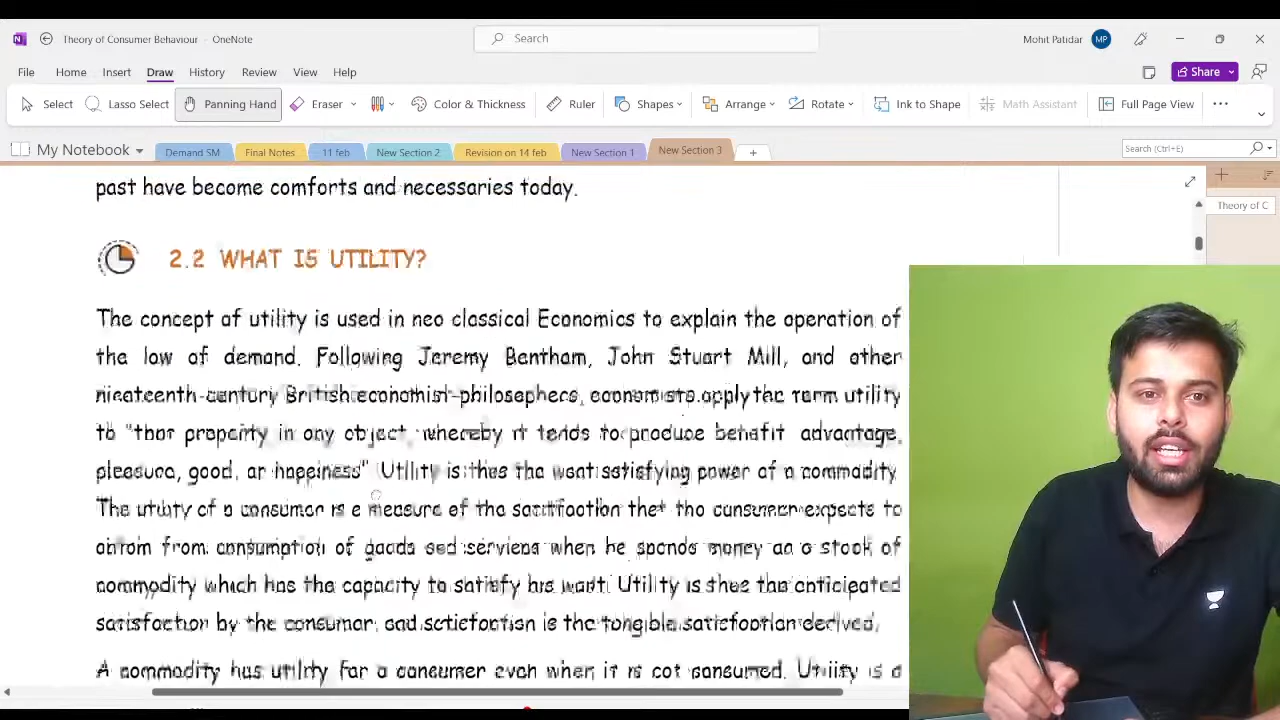 Theory of Consumer Behaviour - OneNote
Search
Mohit Patidar
MP
File Home Insert Draw History Review View Help
Share
Select Lasso Select Panning Hand Eraser Color & Thickness Ruler Shapes Arrange Rotate Ink to Shape Math Assistant Full Page View
My Notebook Demand SM Final Notes 11 feb New Section 2 Revision on 14 feb New Section 1 New Section 3 +
Search (Ctrl+E)
Theory of C
past have become comforts and necessaries today.
2.2 WHAT IS UTILITY?
The concept of utility is used in neo classical Economics to explain the operation of
the law of demand. Following Jeremy Bentham, John Stuart Mill, and other
nineteenth-century British economist-philosophers, economists apply the term utility
to "that property in any object, whereby it tends to produce benefit advantage,
pleasure, good, or happiness" Utility is thus the want satisfying power of a commodity
The utility of a consumer is a measure of the satisfaction that the consumer expects to
obtain from consumption of goods and services when he spends money on a stock of
commodity which has the capacity to satisfy his want. Utility is thus the anticipated
satisfaction by the consumer, and satisfaction is the tangible satisfaction derived.
A commodity has utility for a consumer even when it is not consumed. Utility is a